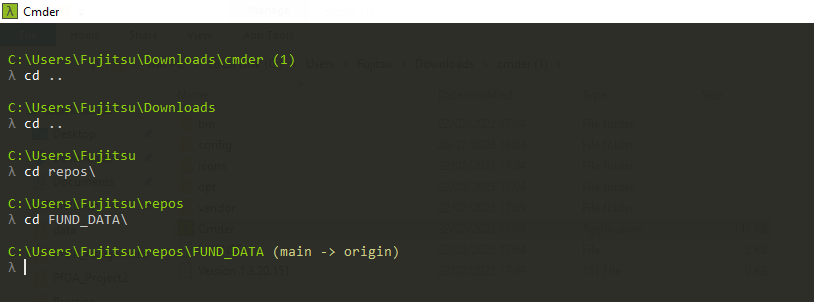 λ Cmder
C:\Users\Fujitsu\Downloads\cmder (1)
λ cd ..
C:\Users\Fujitsu\Downloads
λ cd ..
C:\Users\Fujitsu
λ cd repos\
C:\Users\Fujitsu\repos
λ cd FUND_DATA\
C:\Users\Fujitsu\repos\FUND_DATA (main -> origin)
λ